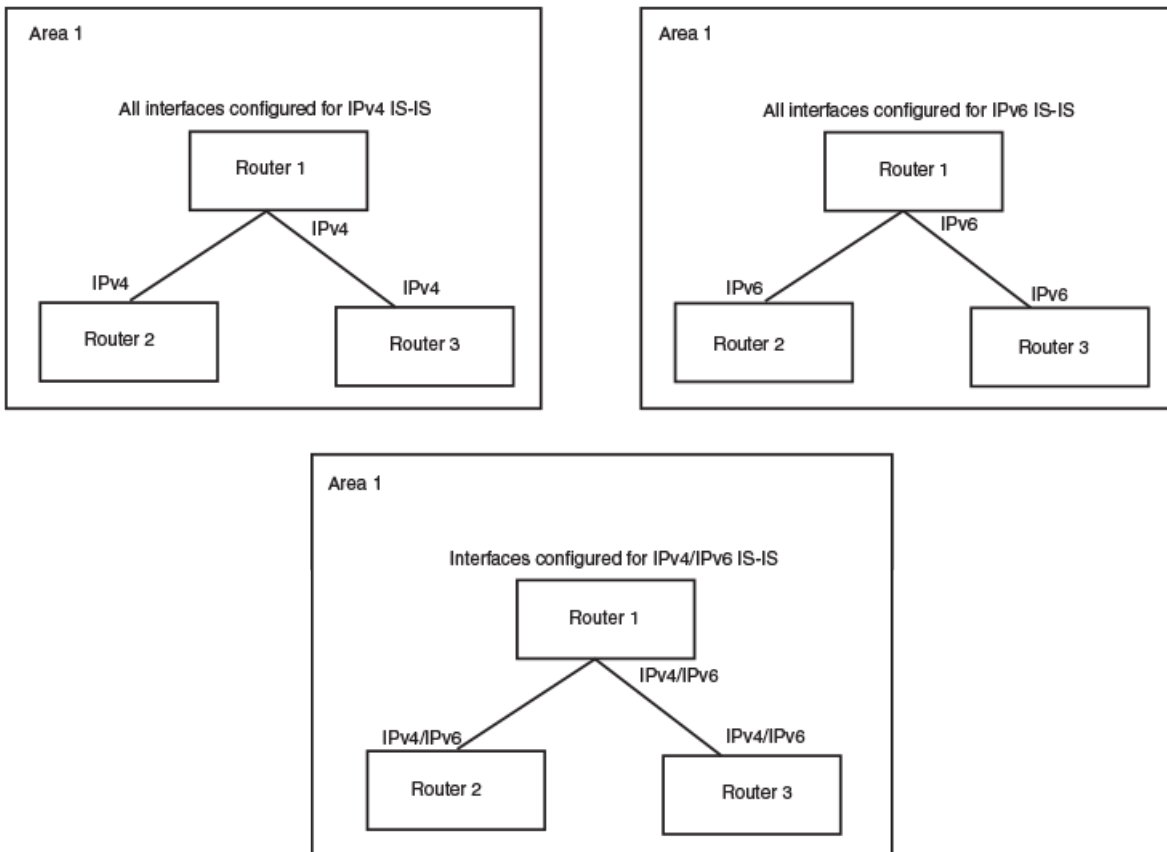 Area 1
All interfaces configured for IPv4 IS-IS
Router 1
IPv4
IPv4
IPv4
Router 2
Router 3
Area 1
All interfaces configured for IPv6 IS-IS
Router 1
IPv6
IPv6
IPv6
Router 2
Router 3
Area 1
Interfaces configured for IPv4/IPv6 IS-IS
Router 1
IPv4/IPv6
IPv4/IPv6
IPv4/IPv6
Router 2
Router 3